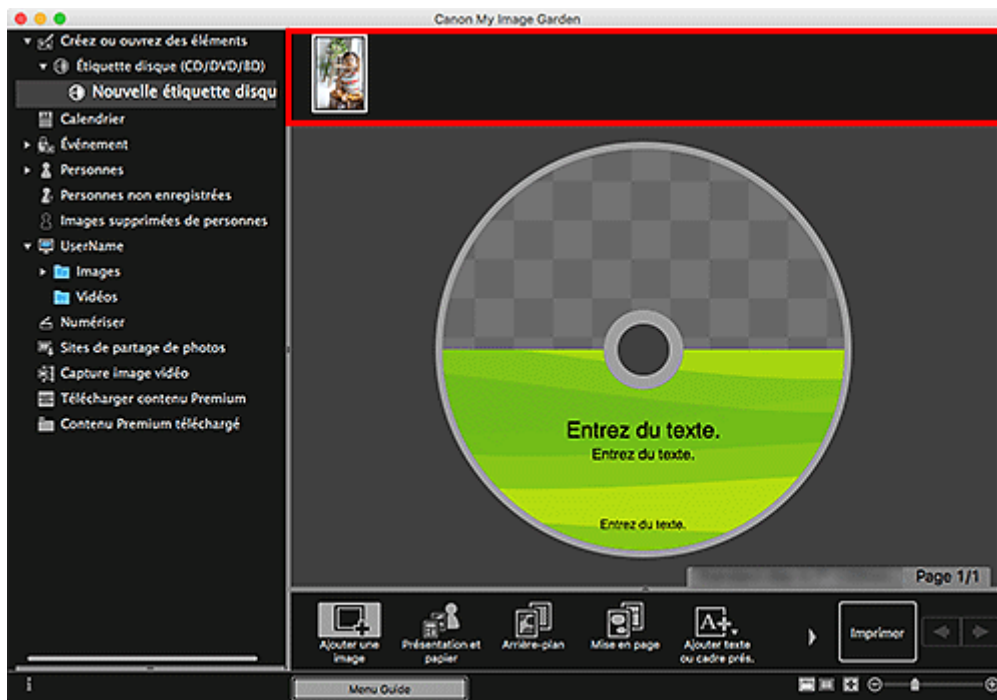 Canon My Image Garden
Créez ou ouvrez des éléments
Étiquette disque (CD/DVD/BD)
Nouvelle étiquette disqu
Calendrier
Événement
Personnes
Personnes non enregistrées
Images supprimées de personnes
UserName
Images
Vidéos
Numériser
Sites de partage de photos
Capture image vidéo
Télécharger contenu Premium
Contenu Premium téléchargé
Entrez du texte.
Entrez du texte.
Entrez du texte.
Page 1/1
Ajouter une
image
Présentation et
papier
Arrière-plan
Mise en page
Ajouter texte
ou cadre prés.
Imprimer
Menu Guide